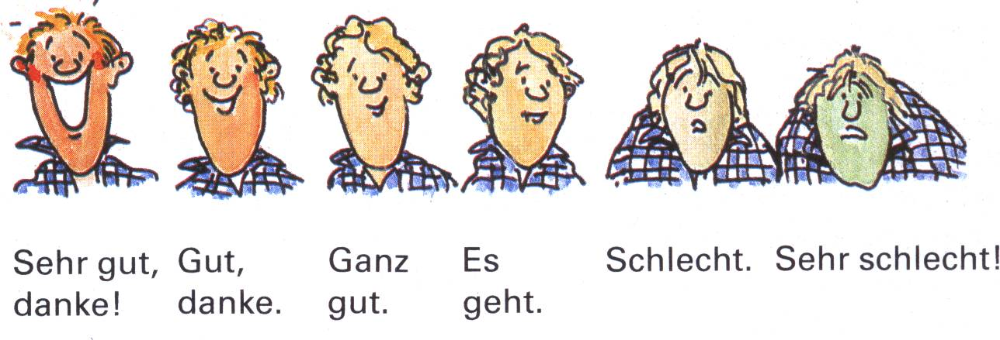 Sehr gut,
danke!
Gut,
danke.
Ganz
gut.
Es
geht.
Schlecht.
Sehr schlecht!